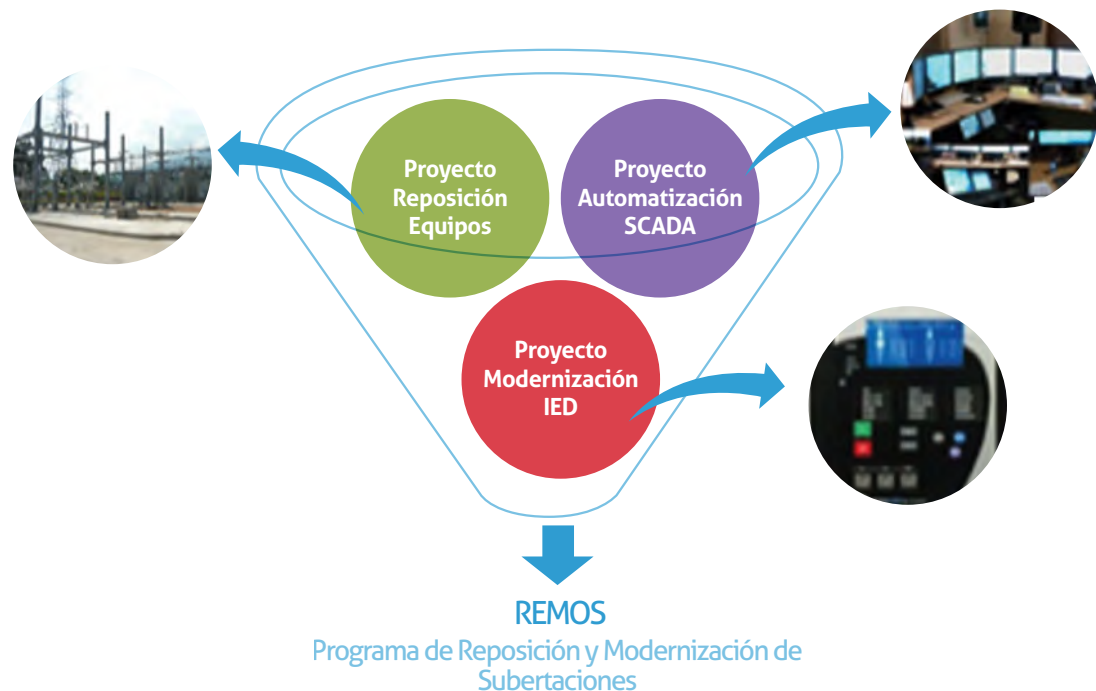 Proyecto
Reposición
Equipos
Proyecto
Automatización
SCADA
Proyecto
Modernización
IED
REMOS
Programa de Reposición y Modernización de
Subertaciones